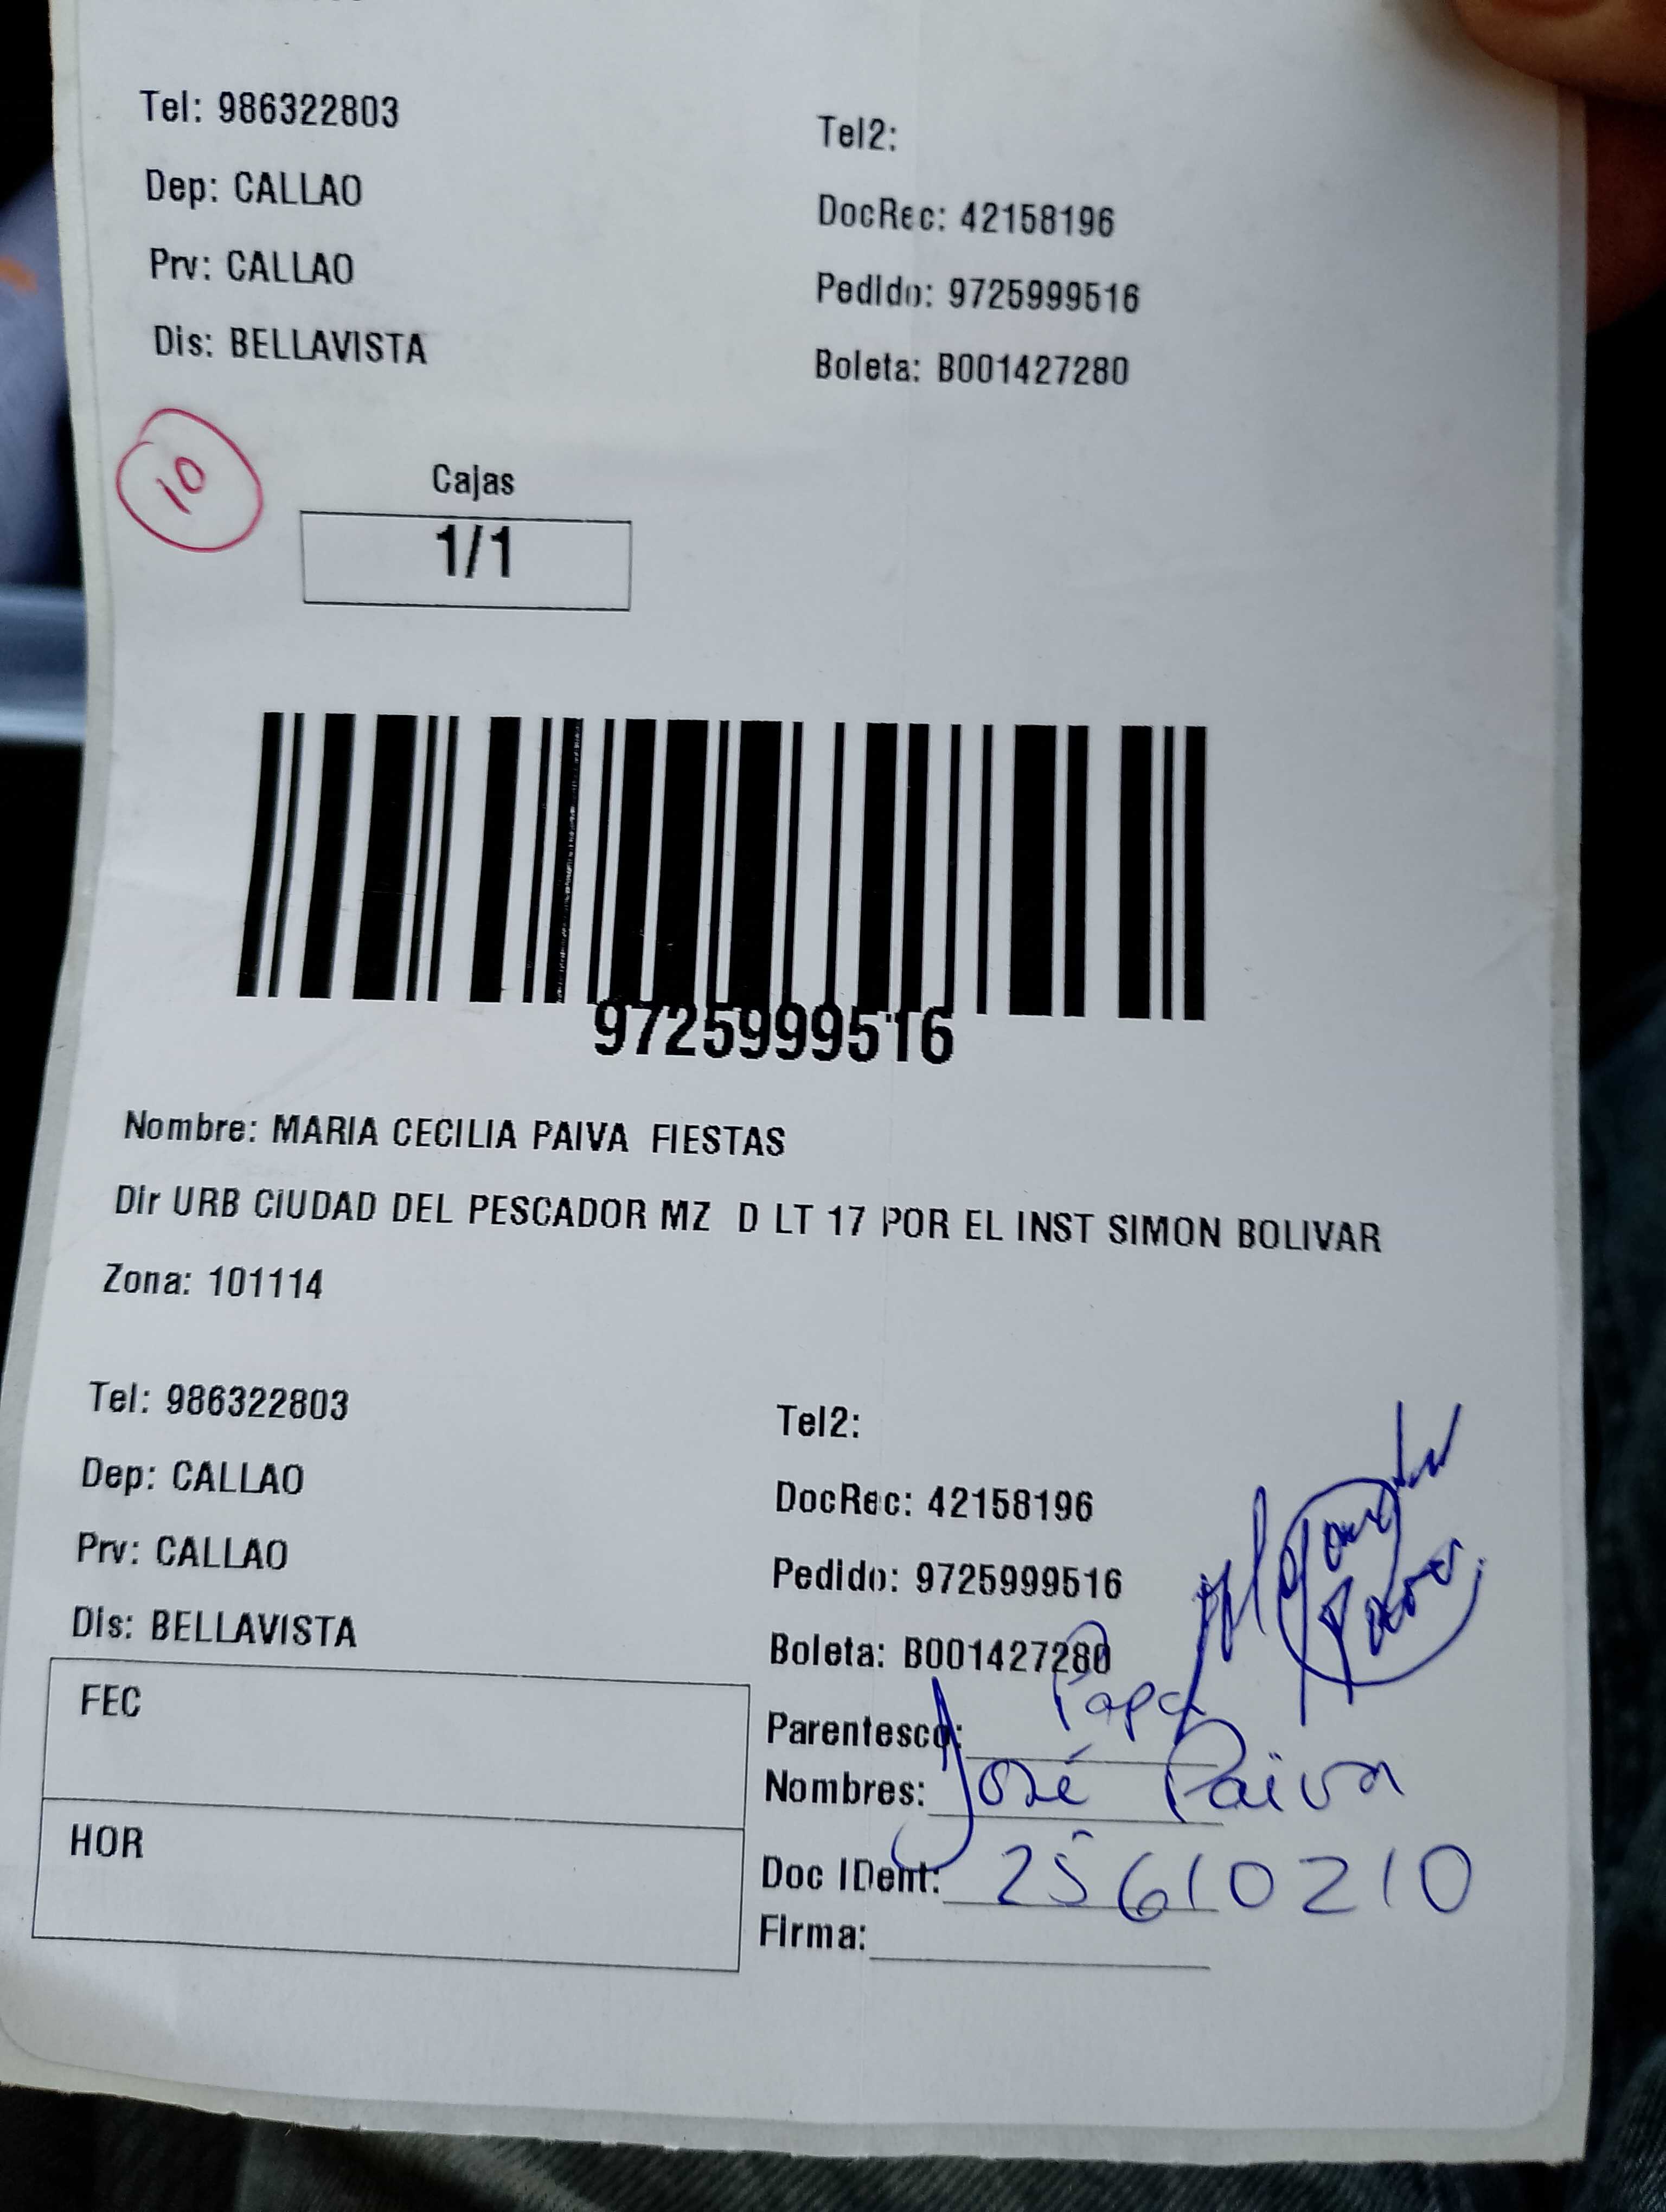 Tel: 986322803
Tel2:
Dep: CALLAO
DocRec: 42158196
Prv: CALLAO
Pedido: 9725999516
Dis: BELLAVISTA
Boleta: B001427280
10
Cajas
1/1
9725999516
Nombre: MARIA CECILIA PAIVA FIESTAS
Dir URB CIUDAD DEL PESCADOR MZ D LT 17 POR EL INST SIMON BOLIVAR
Zona: 101114
Tel: 986322803
Tel2:
Dep: CALLAO
DocRec: 42158196
Prv: CALLAO
Pedido: 9725999516
Dis: BELLAVISTA
Boleta: B001427280
FEC
Parentesco: Papa
Nombres: José Paiva
HOR
Doc IDent: 25610210
Firma: